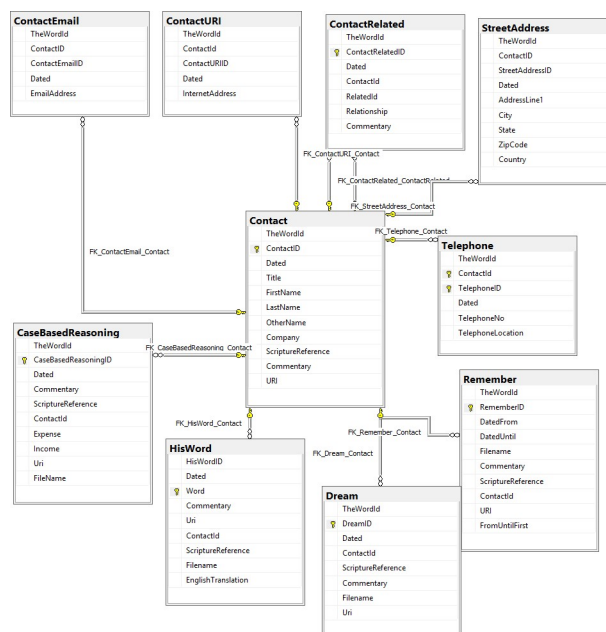 ContactEmail
TheWordId
ContactID
ContactEmailID
Dated
EmailAddress
ContactURI
TheWordId
ContactId
ContactURIID
Dated
InternetAddress
ContactRelated
TheWordId
ContactRelatedID
Dated
ContactId
RelatedId
Relationship
Commentary
StreetAddress
TheWordId
ContactID
StreetAddressID
Dated
AddressLine1
City
State
ZipCode
Country
FK_ContactURI_Contact
FK_ContactRelated_ContactRelated
FK_StreetAddress_Contact
FK_Telephone_Contact
FK_ContactEmail_Contact
Contact
TheWordId
ContactID
Dated
Title
FirstName
LastName
OtherName
Company
ScriptureReference
Commentary
URI
Telephone
TheWordId
ContactId
TelephoneID
Dated
TelephoneNo
TelephoneLocation
CaseBasedReasoning
TheWordId
CaseBasedReasoningID
Dated
Commentary
ScriptureReference
ContactId
Expense
Income
Uri
FileName
FK_CaseBasedReasoning_Contact
FK_HisWord_Contact
FK_Remember_Contact
FK_Dream_Contact
Remember
TheWordId
RememberID
DatedFrom
DatedUntil
Filename
Commentary
ScriptureReference
ContactId
URI
FromUntilFirst
HisWord
HisWordID
Dated
Word
Commentary
Uri
ContactId
ScriptureReference
Filename
EnglishTranslation
Dream
TheWordId
DreamID
Dated
ContactId
ScriptureReference
Commentary
Filename
Uri